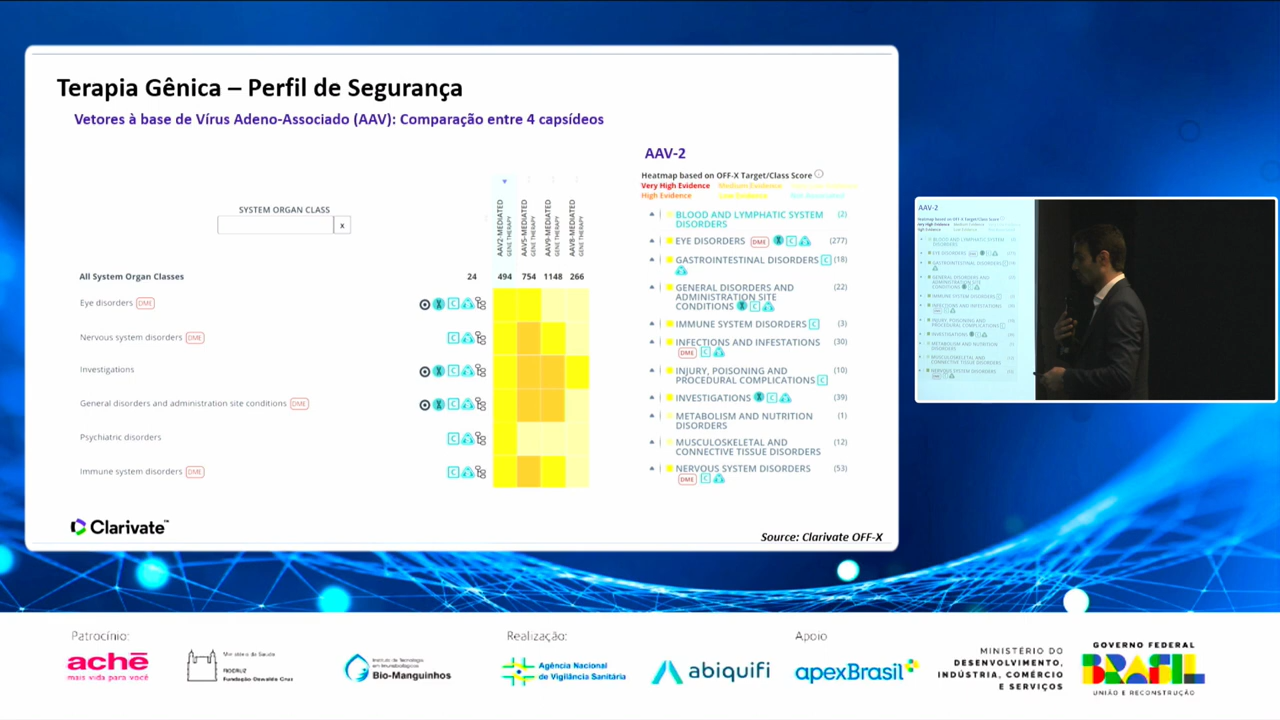 Terapia Gênica – Perfil de Segurança
Vetores à base de Vírus Adeno-Associado (AAV): Comparação entre 4 capsídeos
SYSTEM ORGAN CLASS
x
AAV2-MEDIATED
GENE THERAPY
AAV5-MEDIATED
GENE THERAPY
AAV9-MEDIATED
GENE THERAPY
AAV8-MEDIATED
GENE THERAPY
All System Organ Classes 24 494 754 1148 266
Eye disorders DME
Nervous system disorders DME
Investigations
General disorders and administration site conditions DME
Psychiatric disorders
Immune system disorders DME
Clarivate™
AAV-2
Heatmap based on OFF-X Target/Class Score
Very High Evidence Medium Evidence
High Evidence Low Evidence
BLOOD AND LYMPHATIC SYSTEM (2)
DISORDERS
EYE DISORDERS DME (277)
GASTROINTESTINAL DISORDERS (18)
GENERAL DISORDERS AND (22)
ADMINISTRATION SITE
CONDITIONS
IMMUNE SYSTEM DISORDERS (3)
INFECTIONS AND INFESTATIONS (30)
DME
INJURY, POISONING AND (10)
PROCEDURAL COMPLICATIONS
INVESTIGATIONS (39)
METABOLISM AND NUTRITION (1)
DISORDERS
MUSCULOSKELETAL AND (12)
CONNECTIVE TISSUE DISORDERS
NERVOUS SYSTEM DISORDERS (53)
DME
Source: Clarivate OFF-X
AAV-2
Patrocínio:
aché
mais vida para você
Ministério da Saúde
FIOCRUZ
Fundação Oswaldo Cruz
Instituto de Tecnologia
em Imunobiológicos
Bio-Manguinhos
Realização:
Agência Nacional
de Vigilância Sanitária
abiquifi
Apoio
apexBrasil
MINISTÉRIO DO
DESENVOLVIMENTO,
INDÚSTRIA, COMÉRCIO
E SERVIÇOS
GOVERNO FEDERAL
BRASIL
UNIÃO E RECONSTRUÇÃO